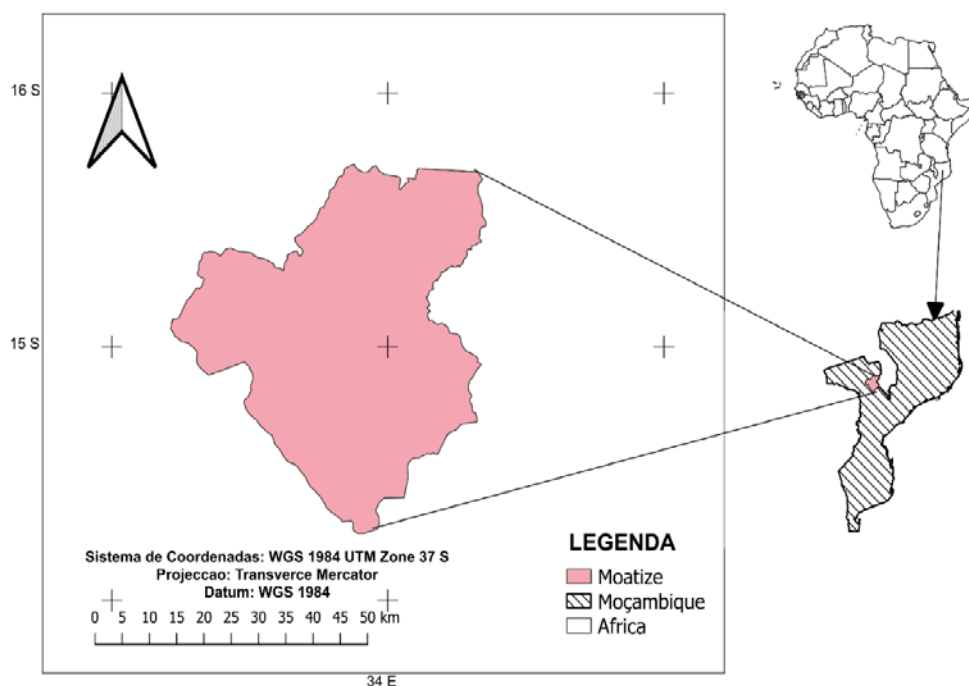 16 S
15 S
Sistema de Coordenadas: WGS 1984 UTM Zone 37 S
Projeccao: Transverce Mercator
Datum: WGS 1984
0 5 10 15 20 25 30 35 40 45 50 km
34 E
LEGENDA
Moatize
Moçambique
Africa